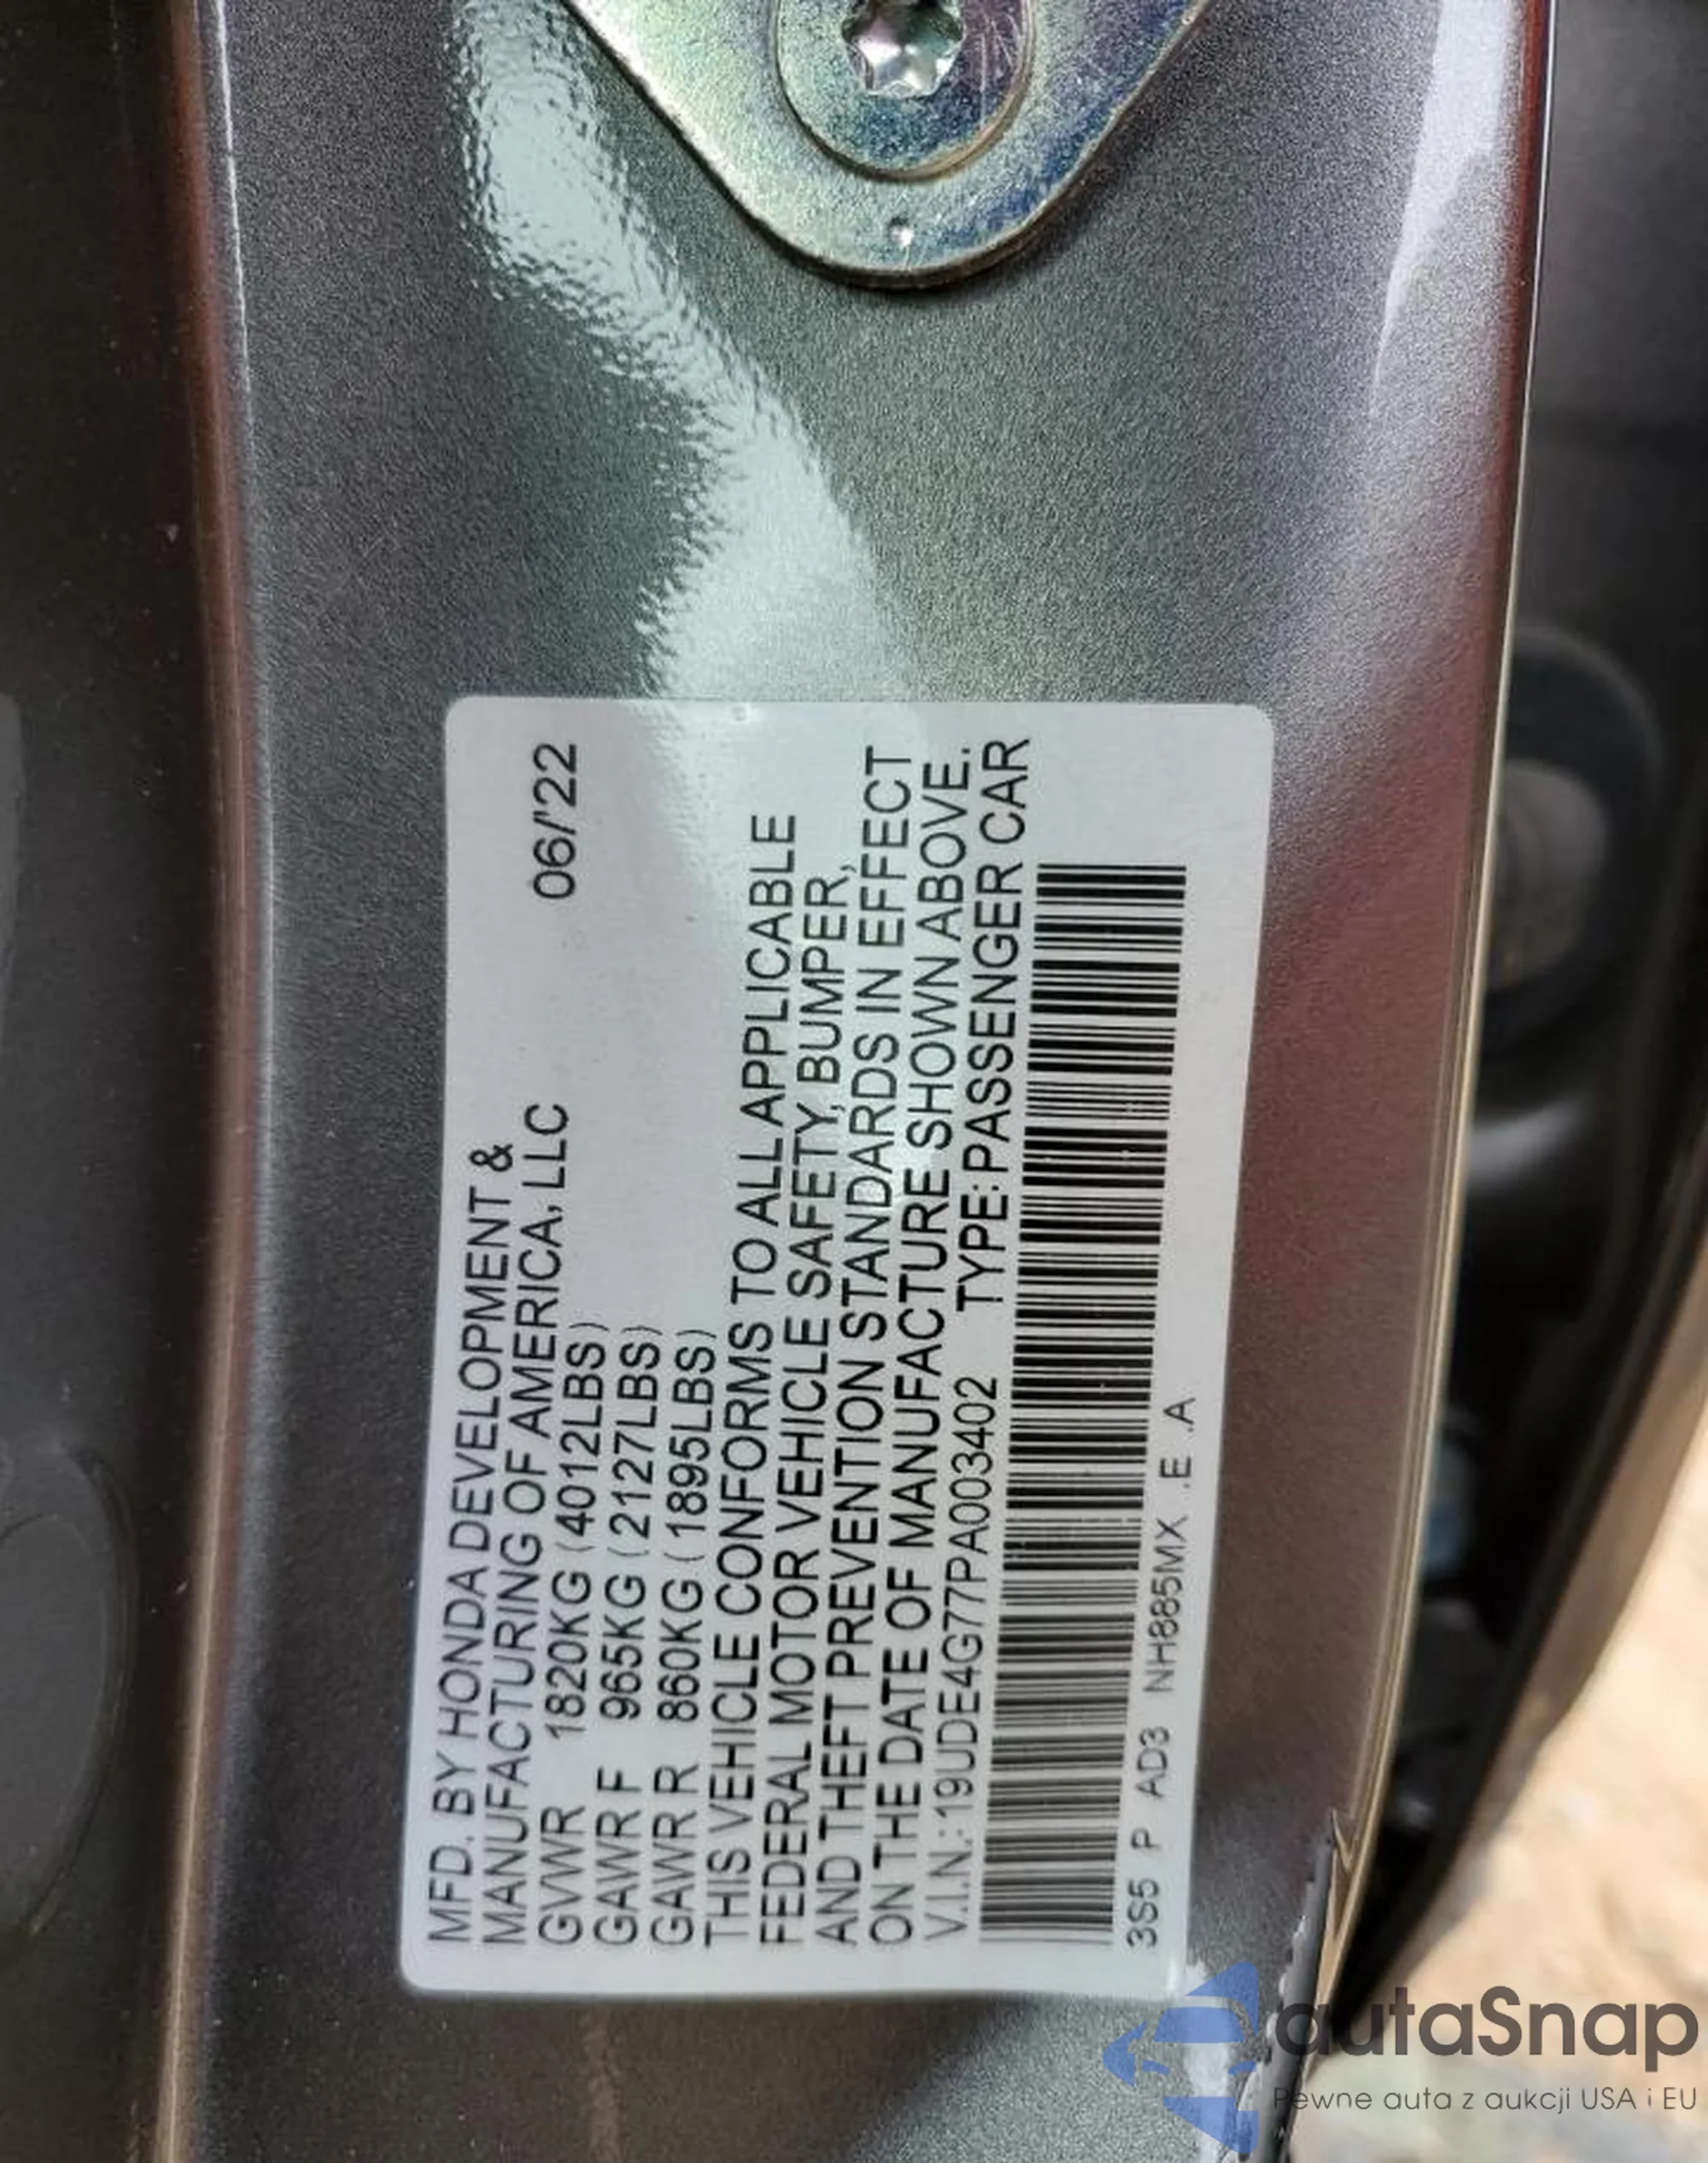 MFD. BY HONDA DEVELOPMENT &
MANUFACTURING OF AMERICA, LLC 06/'22
GVWR 1820KG (4012LBS)
GAWR F 965KG (2127LBS)
GAWR R 860KG (1895LBS)
THIS VEHICLE CONFORMS TO ALL APPLICABLE
FEDERAL MOTOR VEHICLE SAFETY, BUMPER,
AND THEFT PREVENTION STANDARDS IN EFFECT
ON THE DATE OF MANUFACTURE SHOWN ABOVE.
V.I.N.: 19UDE4G77PA003402 TYPE: PASSENGER CAR
3S5 P AD3 NH885MX .E .A
autaSnap
Pewne auta z aukcji USA i EU